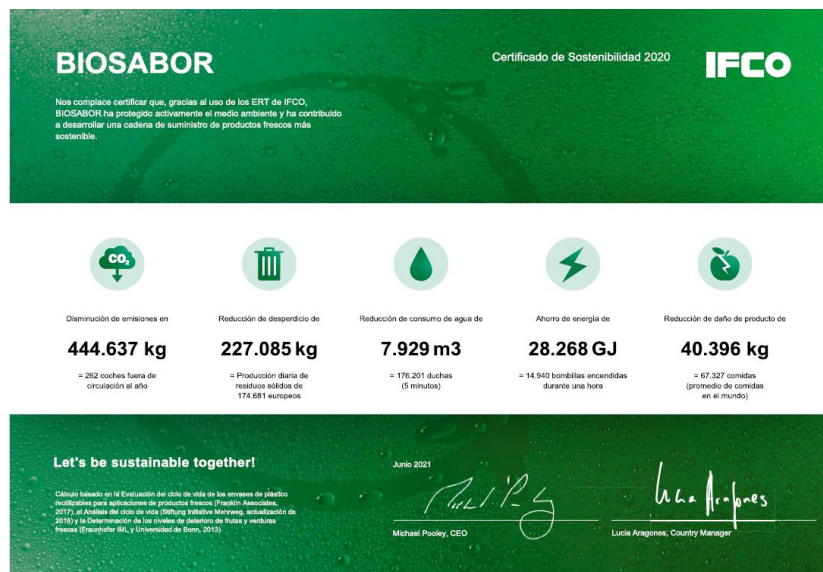 BIOSABOR
Certificado de Sostenibilidad 2020
IFCO
Nos complace certificar que, gracias al uso de los ERT de IFCO,
BIOSABOR ha protegido activamente el medio ambiente y ha contribuido
a desarrollar una cadena de suministro de productos frescos más
sostenible.
CO₂
Disminución de emisiones en
444.637 kg
= 262 coches fuera de
circulación al año
Reducción de desperdicio de
227.085 kg
= Producción diaria de
residuos sólidos de
174.681 europeos
Reducción de consumo de agua de
7.929 m3
= 176.201 duchas
(5 minutos)
Ahorro de energía de
28.268 GJ
= 14.940 bombillas encendidas
durante una hora
Reducción de daño de producto de
40.396 kg
= 67.327 comidas
(promedio de comidas
en el mundo)
Let's be sustainable together!
Cálculo basado en la Evaluación del ciclo de vida de los envases de plástico
reutilizables para aplicaciones de productos frescos (Franklin Associates,
2017), el Análisis del ciclo de vida (Stiftung Initiative Mehrweg, actualización de
2018) y la Determinación de los niveles de deterioro de frutas y verduras
frescas (Fraunhofer IML y Universidad de Bonn, 2013)
Junio 2021
Michael Pooley, CEO
Lucia Aragones
Lucia Aragones, Country Manager